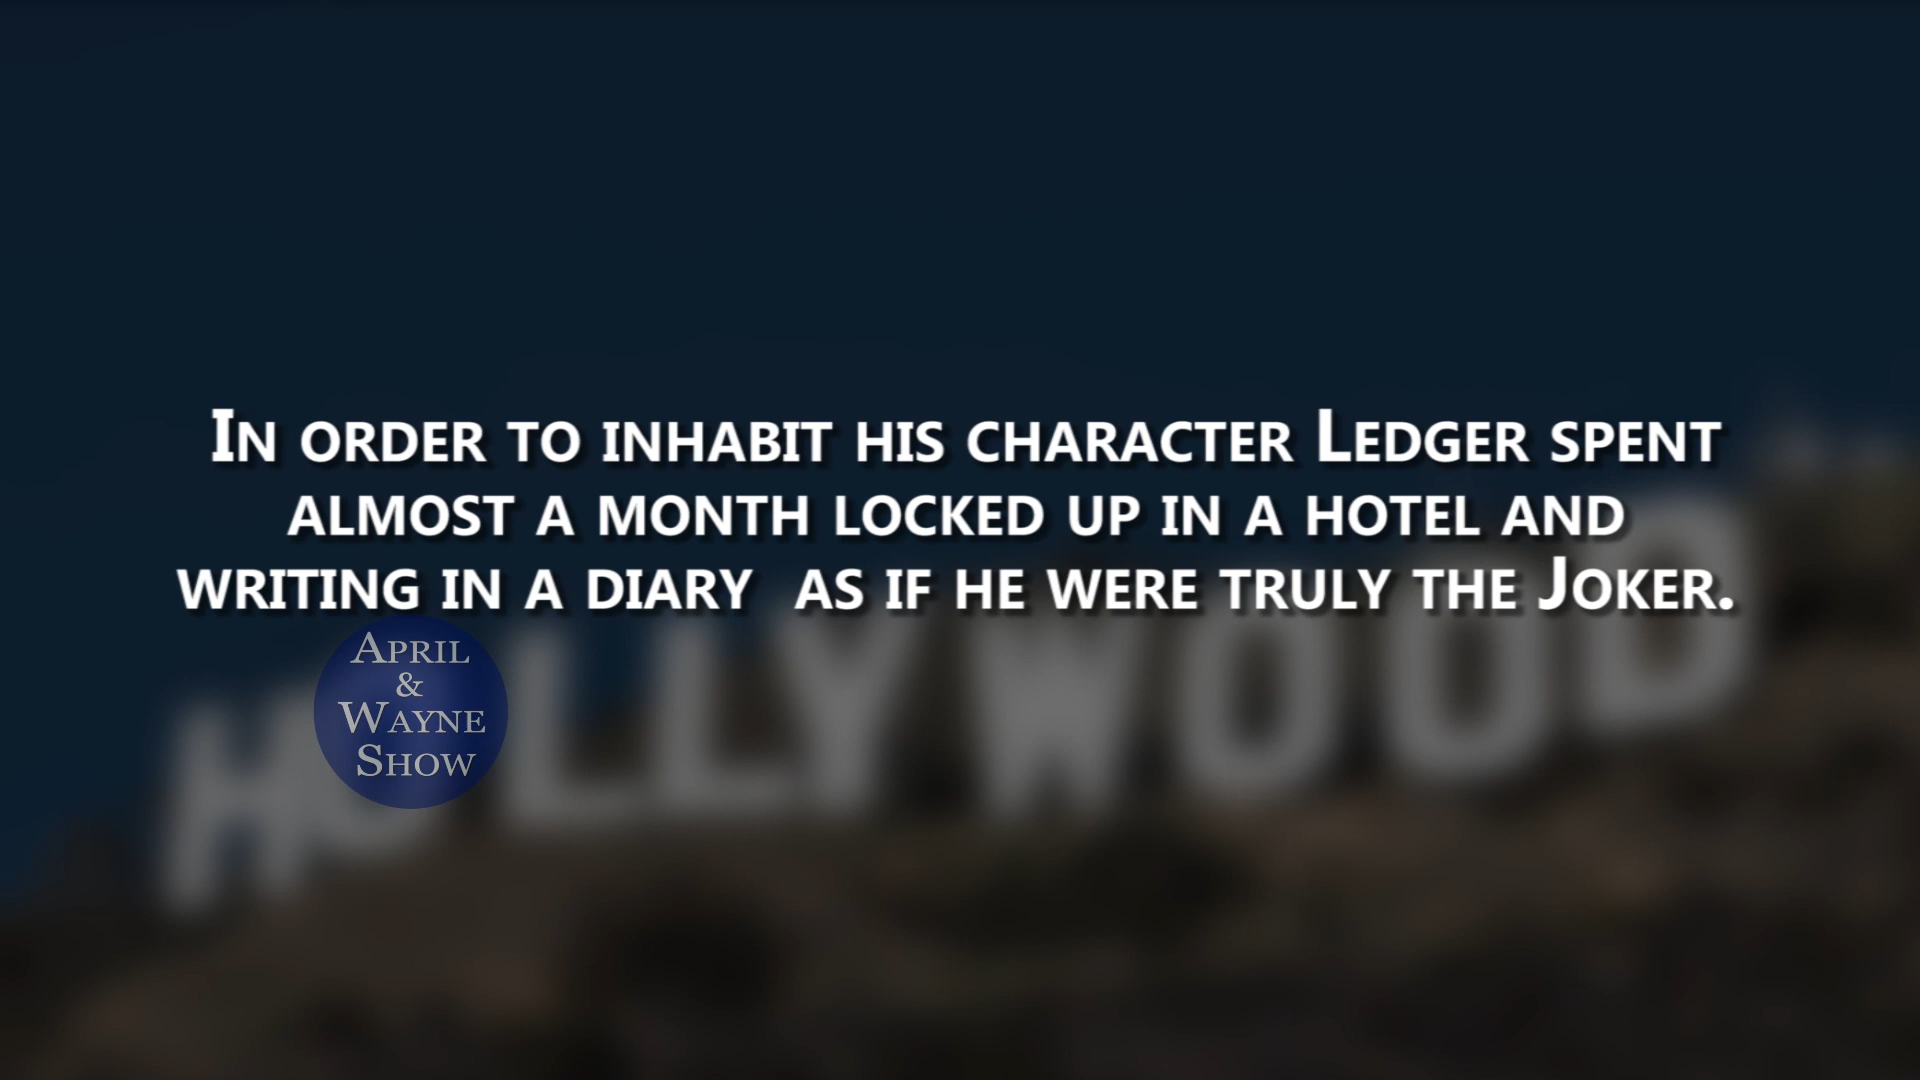 In order to inhabit his character Ledger spent
almost a month locked up in a hotel and
writing in a diary  as if he were truly the Joker.
April
&
Wayne
Show
HOLLYWOOD